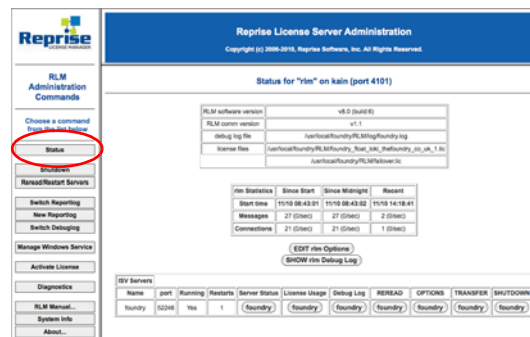 Reprise
LICENSE MANAGER
RLM
Administration
Commands
Choose a command
from the list below
Status
Shutdown
Reread/Restart Servers
Switch Reportlog
New Reportlog
Switch Debuglog
Manage Windows Service
Activate License
Diagnostics
RLM Manual...
System Info
About...
Reprise License Server Administration
Copyright (c) 2006-2010, Reprise Software, Inc. All Rights Reserved.
Status for "rlm" on kain (port 4101)
RLM software version v8.0 (build:6)
RLM comm version v1.1
debug log file /usr/local/foundry/RLM/log/foundry.log
license files /usr/local/foundry/RLM/foundry_float_loki_thefoundry_co_uk_1.lic
/usr/local/foundry/RLM/failover.lic
rlm Statistics Since Start Since Midnight Recent
Start time 11/10 08:43:01 11/10 08:43:02 11/10 14:18:41
Messages 27 (0/sec) 27 (0/sec) 2 (0/sec)
Connections 21 (0/sec) 21 (0/sec) 1 (0/sec)
EDIT rlm Options
SHOW rlm Debug Log
ISV Servers
Name port Running Restarts Server Status License Usage Debug Log REREAD OPTIONS TRANSFER SHUTDOWN
foundry 52246 Yes 1 foundry foundry foundry foundry foundry foundry foundry